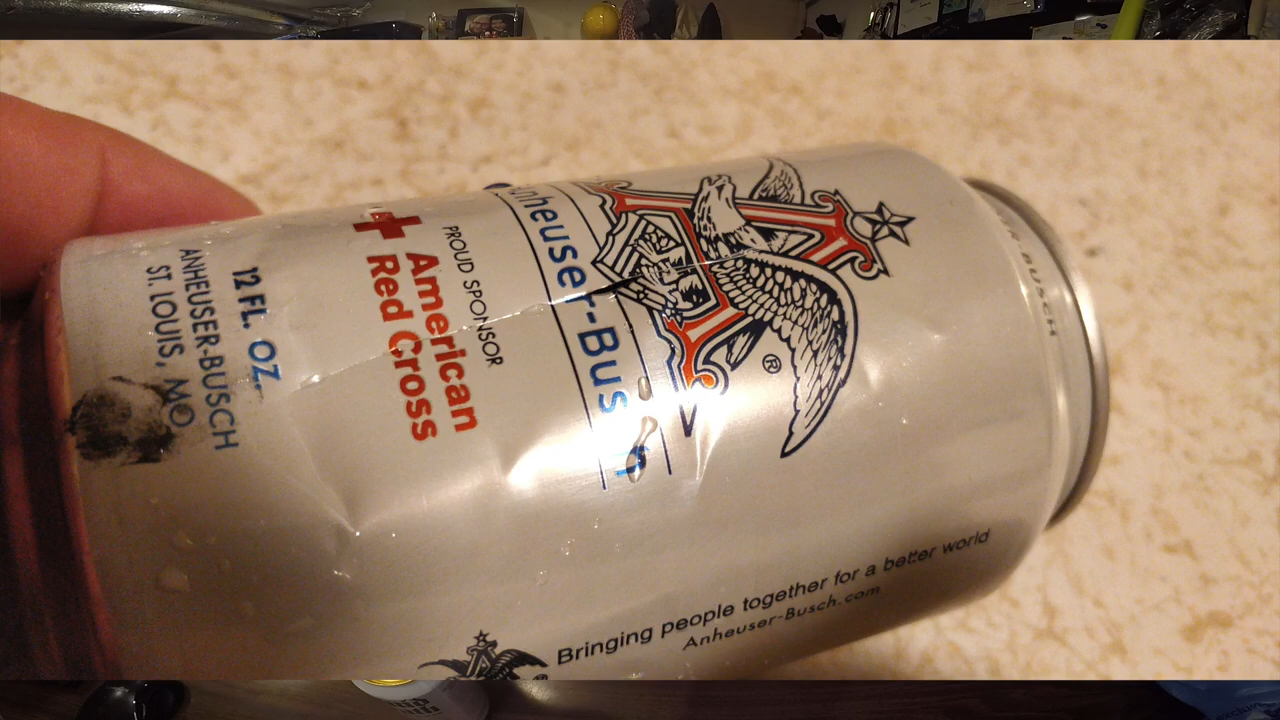 Anheuser-Busch
®
PROUD SPONSOR
American
Red Cross
12 FL. OZ.
ANHEUSER-BUSCH
ST. LOUIS, MO
Bringing people together for a better world
Anheuser-Busch.com
BUSCH